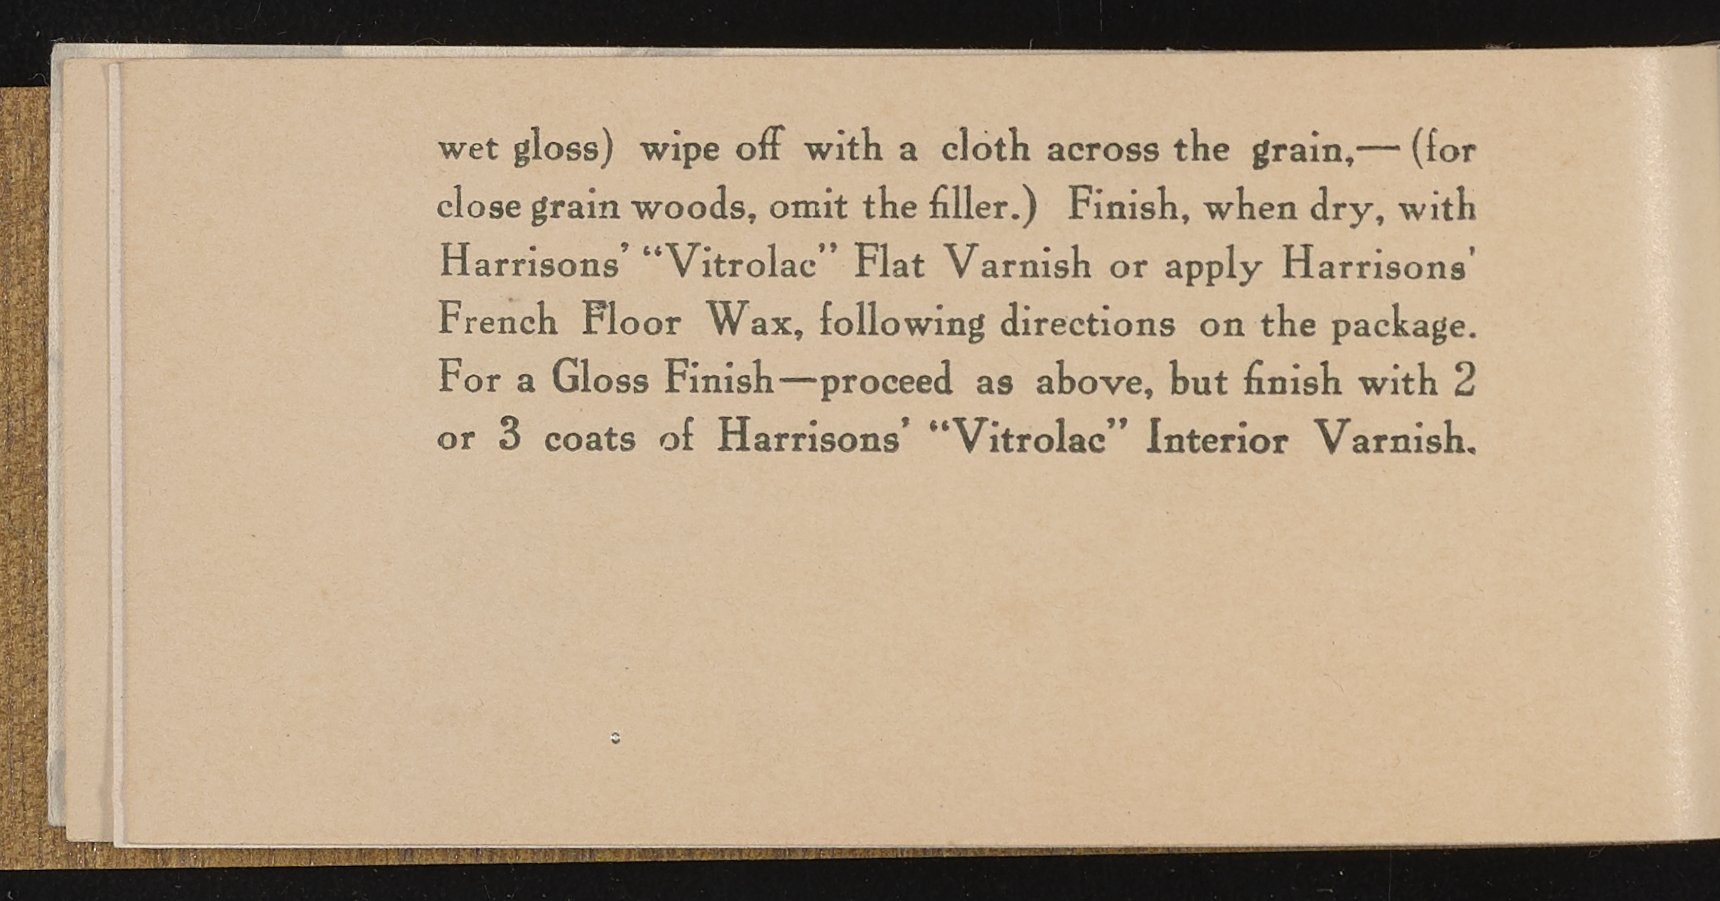 wet gloss) wipe off with a cloth across the grain,— (for
close grain woods, omit the filler.) Finish, when dry, with
Harrisons' “Vitrolac” Flat Varnish or apply Harrisons'
French Floor Wax, following directions on the package.
For a Gloss Finish—proceed as above, but finish with 2
or 3 coats of Harrisons' “Vitrolac” Interior Varnish.